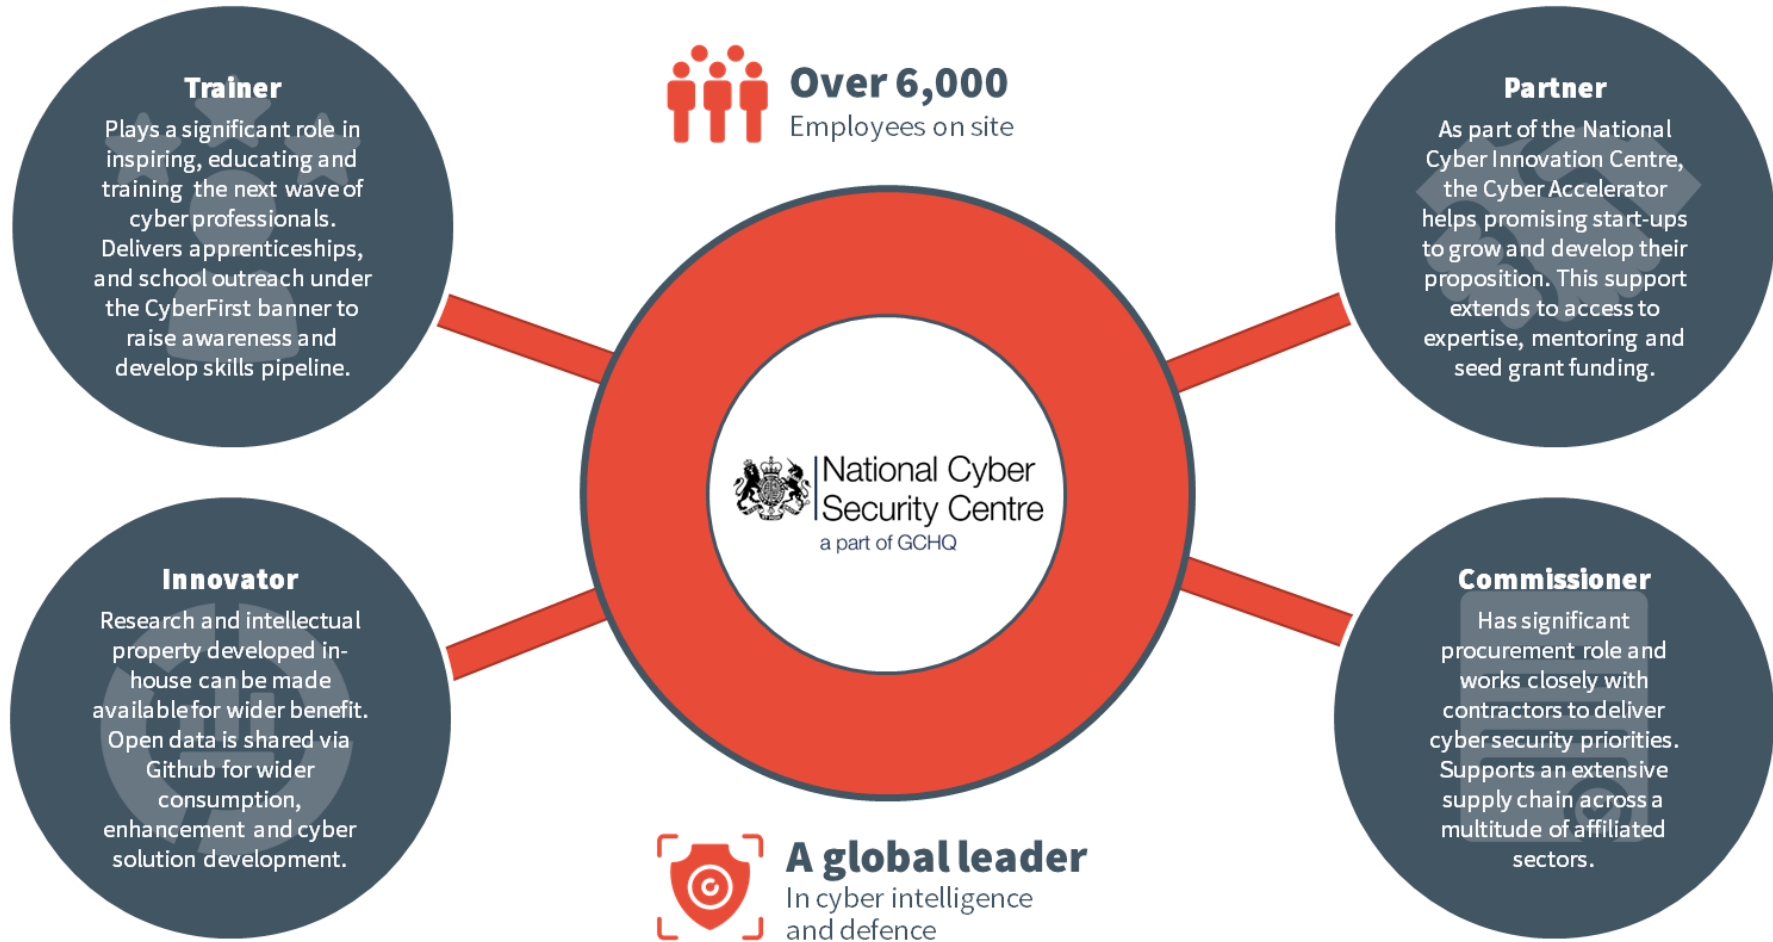 Trainer
Plays a significant role in
inspiring, educating and
training the next wave of
cyber professionals.
Delivers apprenticeships,
and school outreach under
the CyberFirst banner to
raise awareness and
develop skills pipeline.
Over 6,000
Employees on site
Partner
As part of the National
Cyber Innovation Centre,
the Cyber Accelerator
helps promising start-ups
to grow and develop their
proposition. This support
extends to access to
expertise, mentoring and
seed grant funding.
National Cyber
Security Centre
a part of GCHQ
Innovator
Research and intellectual
property developed in-
house can be made
available for wider benefit.
Open data is shared via
Github for wider
consumption,
enhancement and cyber
solution development.
A global leader
In cyber intelligence
and defence
Commissioner
Has significant
procurement role and
works closely with
contractors to deliver
cyber security priorities.
Supports an extensive
supply chain across a
multitude of affiliated
sectors.